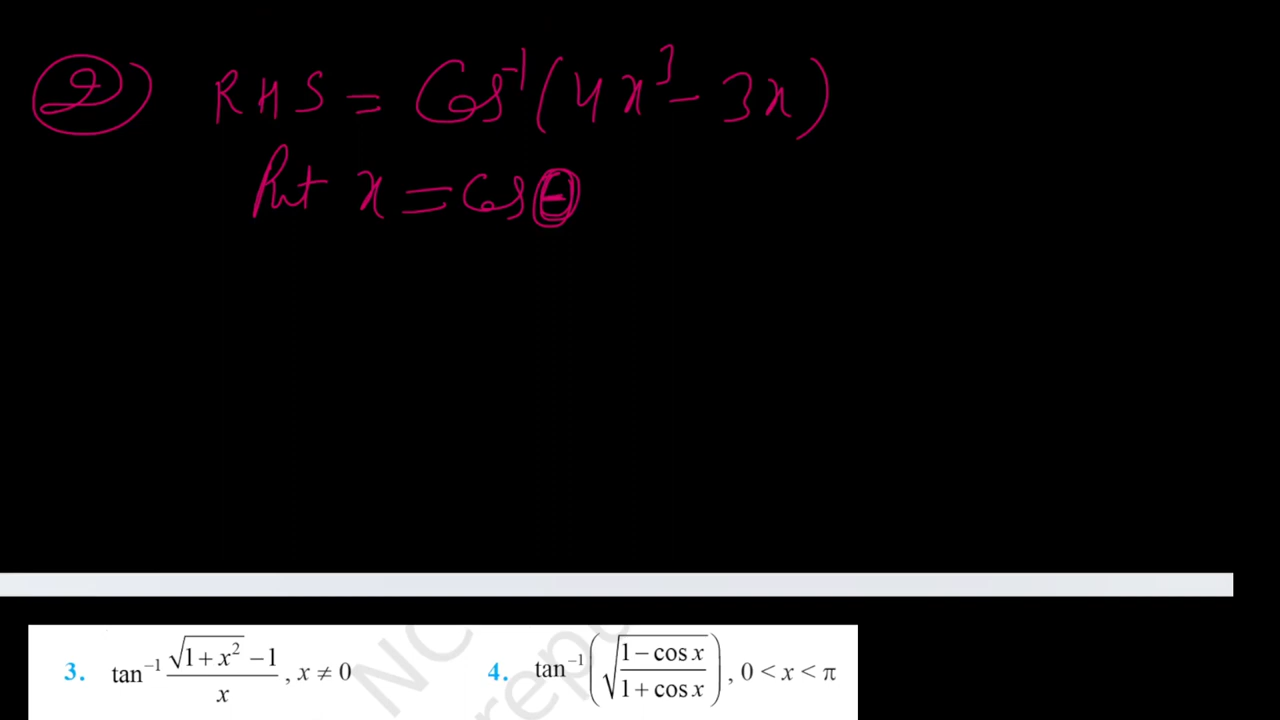 2) RHS = Cos⁻¹(4x³ - 3x)
Put x = cos θ
3. tan⁻¹ (√(1 + x²) − 1)/x , x ≠ 0
4. tan⁻¹ (√((1 − cos x)/(1 + cos x))) , 0 < x < π